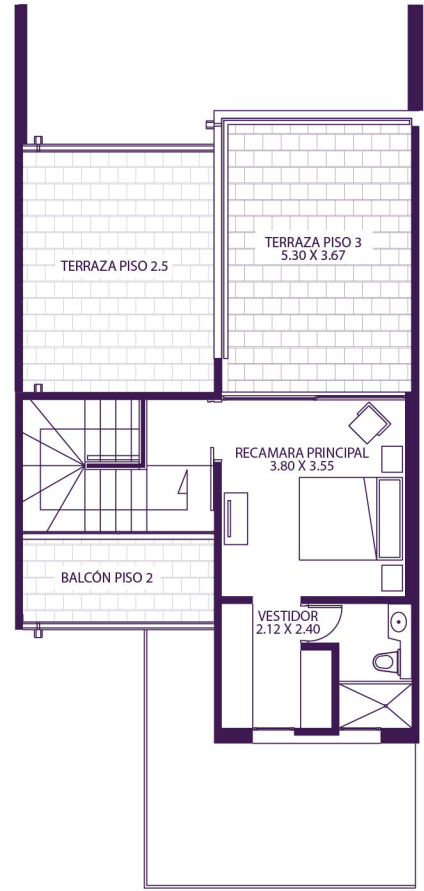 TERRAZA PISO 3
5.30 X 3.67
TERRAZA PISO 2.5
RECAMARA PRINCIPAL
3.80 X 3.55
BALCÓN PISO 2
VESTIDOR
2.12 X 2.40